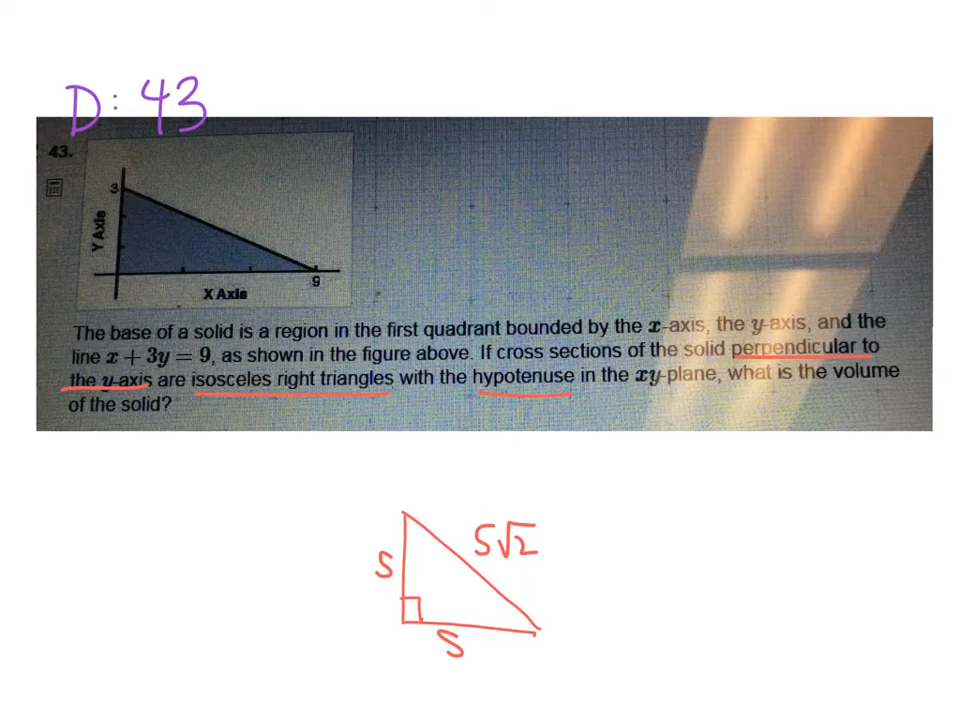 D: 43
43.
3
Y Axis
9
X Axis
The base of a solid is a region in the first quadrant bounded by the x-axis, the y-axis, and the
line x + 3y = 9, as shown in the figure above. If cross sections of the solid perpendicular to
the y-axis are isosceles right triangles with the hypotenuse in the xy-plane, what is the volume
of the solid?
S√2
S
S